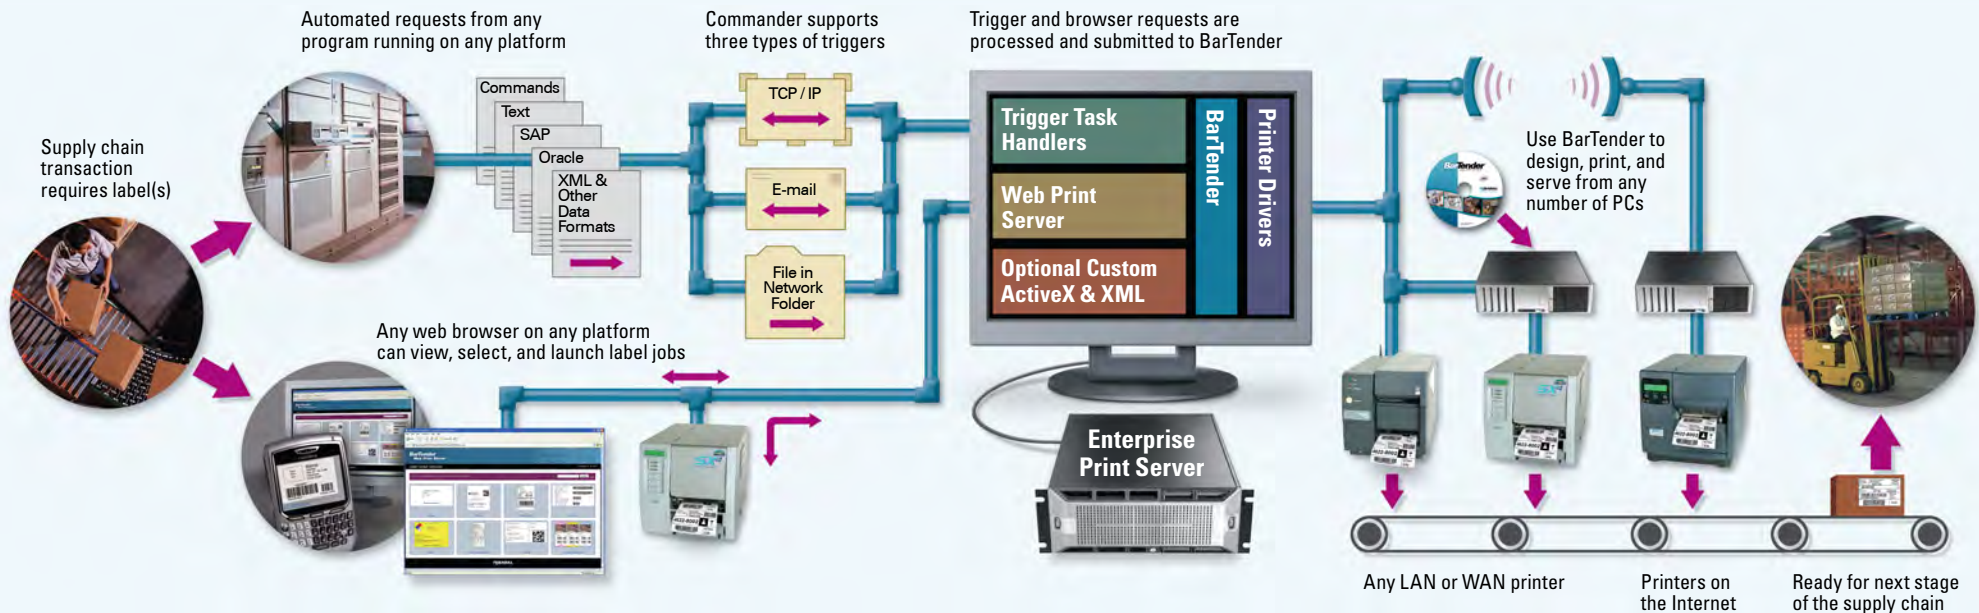 Automated requests from any
program running on any platform
Commander supports
three types of triggers
Trigger and browser requests are
processed and submitted to BarTender
Supply chain
transaction
requires label(s)
Commands
Text
SAP
Oracle
XML &
Other
Data
Formats
TCP / IP
E-mail
File in
Network
Folder
Trigger Task
Handlers
Web Print
Server
Optional Custom
ActiveX & XML
BarTender
Printer Drivers
Use BarTender to
design, print, and
serve from any
number of PCs
BarTender
Any web browser on any platform
can view, select, and launch label jobs
BarTender
Web Print Server
Enterprise
Print Server
Any LAN or WAN printer
Printers on
the Internet
Ready for next stage
of the supply chain